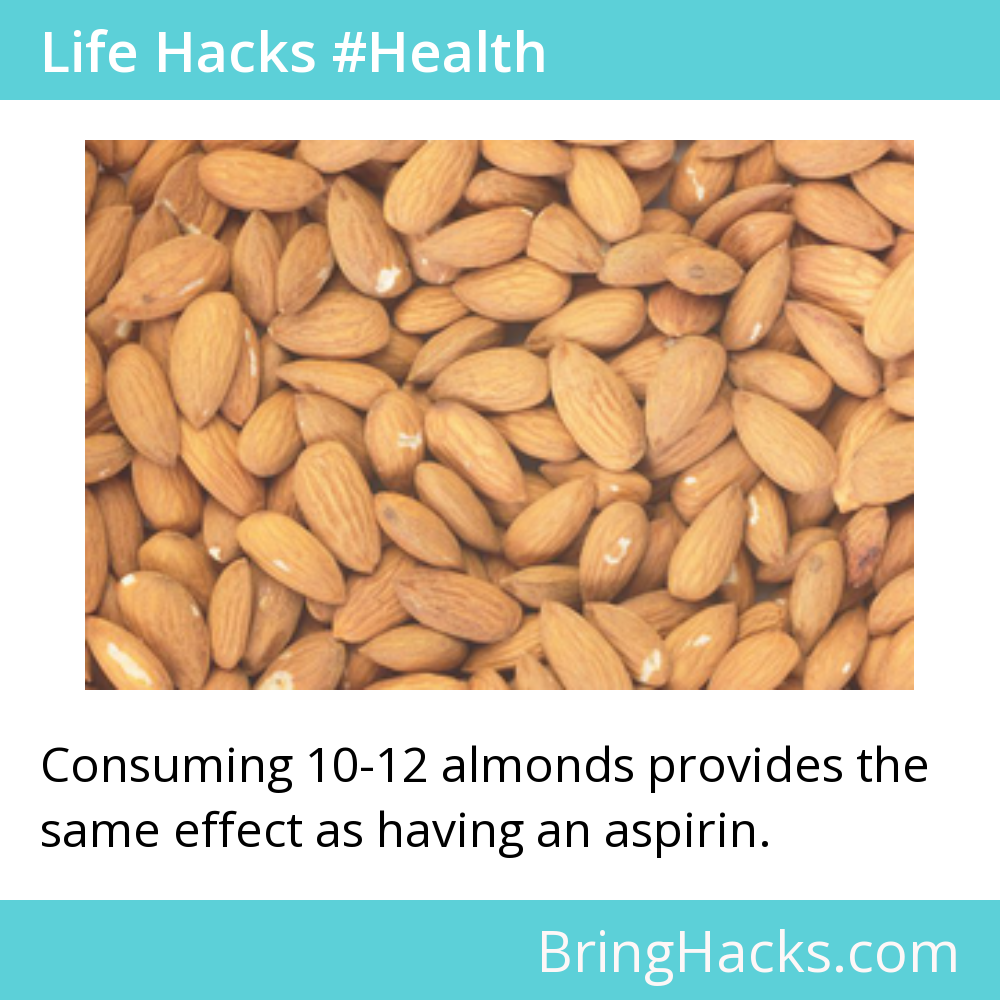 Life Hacks #Health
Consuming 10-12 almonds provides the
same effect as having an aspirin.
BringHacks.com